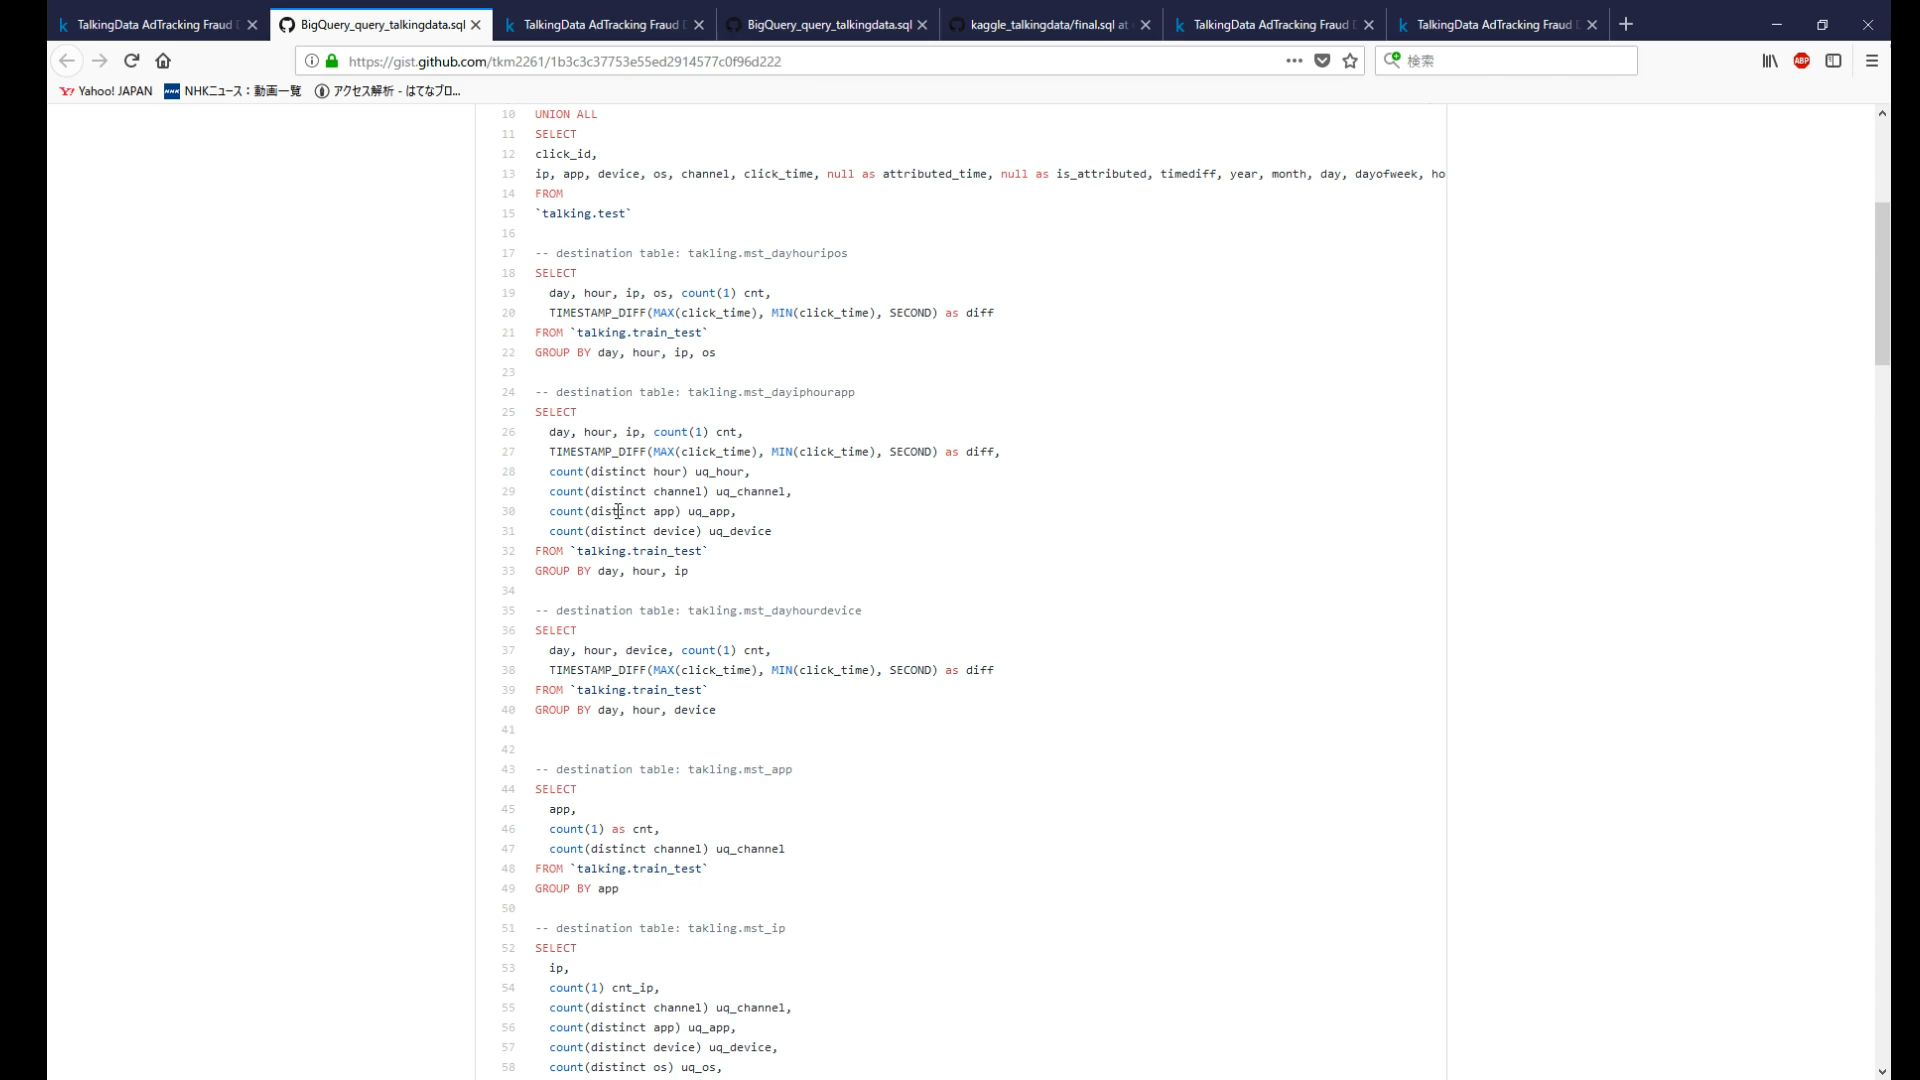 TalkingData AdTracking Fraud D
BigQuery_query_talkingdata.sql
TalkingData AdTracking Fraud D
BigQuery_query_talkingdata.sql
kaggle_talkingdata/final.sql at
TalkingData AdTracking Fraud D
TalkingData AdTracking Fraud D
https://gist.github.com/tkm2261/1b3c3c37753e55ed2914577c0f96d222
検索
ABP
Yahoo! JAPAN
NHKニュース：動画一覧
アクセス解析 - はてなブロ...
10 UNION ALL
11 SELECT
12 click_id,
13 ip, app, device, os, channel, click_time, null as attributed_time, null as is_attributed, timediff, year, month, day, dayofweek, ho
14 FROM
15 `talking.test`
16
17 -- destination table: takling.mst_dayhouripos
18 SELECT
19 day, hour, ip, os, count(1) cnt,
20 TIMESTAMP_DIFF(MAX(click_time), MIN(click_time), SECOND) as diff
21 FROM `talking.train_test`
22 GROUP BY day, hour, ip, os
23
24 -- destination table: takling.mst_dayiphourapp
25 SELECT
26 day, hour, ip, count(1) cnt,
27 TIMESTAMP_DIFF(MAX(click_time), MIN(click_time), SECOND) as diff,
28 count(distinct hour) uq_hour,
29 count(distinct channel) uq_channel,
30 count(distinct app) uq_app,
31 count(distinct device) uq_device
32 FROM `talking.train_test`
33 GROUP BY day, hour, ip
34
35 -- destination table: takling.mst_dayhourdevice
36 SELECT
37 day, hour, device, count(1) cnt,
38 TIMESTAMP_DIFF(MAX(click_time), MIN(click_time), SECOND) as diff
39 FROM `talking.train_test`
40 GROUP BY day, hour, device
41
42
43 -- destination table: takling.mst_app
44 SELECT
45 app,
46 count(1) as cnt,
47 count(distinct channel) uq_channel
48 FROM `talking.train_test`
49 GROUP BY app
50
51 -- destination table: takling.mst_ip
52 SELECT
53 ip,
54 count(1) cnt_ip,
55 count(distinct channel) uq_channel,
56 count(distinct app) uq_app,
57 count(distinct device) uq_device,
58 count(distinct os) uq_os,